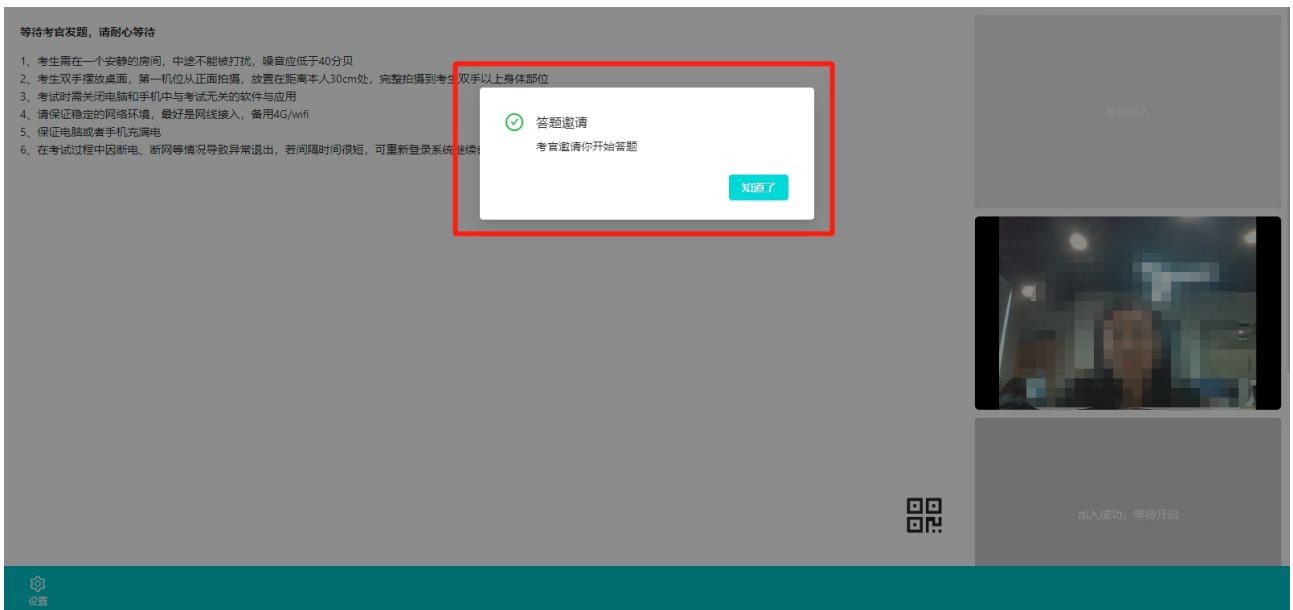 等待考官发题，请耐心等待
1、考生需在一个安静的房间，中途不能被打扰，噪音应低于40分贝
2、考生双手摆放桌面，第一机位从正面拍摄，放置在距离本人30cm处，完整拍摄到考生双手以上身体部位
3、考试时需关闭电脑和手机中与考试无关的软件与应用
4、请保证稳定的网络环境，最好是网线接入，备用4G/wifi
5、保证电脑或者手机充满电
6、在考试过程中因断电、断网等情况导致异常退出，若间隔时间很短，可重新登录系统继续
答题邀请
考官邀请你开始答题
知道了
等待加入
加入成功，等待开启
设置